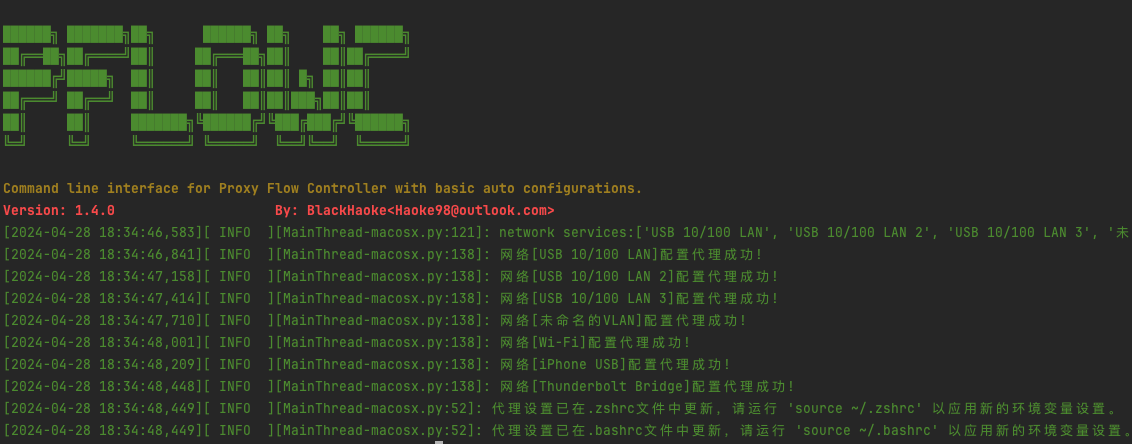 PFLOWC
Command line interface for Proxy Flow Controller with basic auto configurations.
Version: 1.4.0 By: BlackHaoke<Haoke98@outlook.com>
[2024-04-28 18:34:46,583][ INFO ][MainThread-macosx.py:121]: network services:['USB 10/100 LAN', 'USB 10/100 LAN 2', 'USB 10/100 LAN 3', '未
[2024-04-28 18:34:46,841][ INFO ][MainThread-macosx.py:138]: 网络[USB 10/100 LAN]配置代理成功!
[2024-04-28 18:34:47,158][ INFO ][MainThread-macosx.py:138]: 网络[USB 10/100 LAN 2]配置代理成功!
[2024-04-28 18:34:47,414][ INFO ][MainThread-macosx.py:138]: 网络[USB 10/100 LAN 3]配置代理成功!
[2024-04-28 18:34:47,710][ INFO ][MainThread-macosx.py:138]: 网络[未命名的VLAN]配置代理成功!
[2024-04-28 18:34:48,001][ INFO ][MainThread-macosx.py:138]: 网络[Wi-Fi]配置代理成功!
[2024-04-28 18:34:48,209][ INFO ][MainThread-macosx.py:138]: 网络[iPhone USB]配置代理成功!
[2024-04-28 18:34:48,448][ INFO ][MainThread-macosx.py:138]: 网络[Thunderbolt Bridge]配置代理成功!
[2024-04-28 18:34:48,449][ INFO ][MainThread-macosx.py:52]: 代理设置已在.zshrc文件中更新，请运行 'source ~/.zshrc' 以应用新的环境变量设置。
[2024-04-28 18:34:48,449][ INFO ][MainThread-macosx.py:52]: 代理设置已在.bashrc文件中更新，请运行 'source ~/.bashrc' 以应用新的环境变量设置。